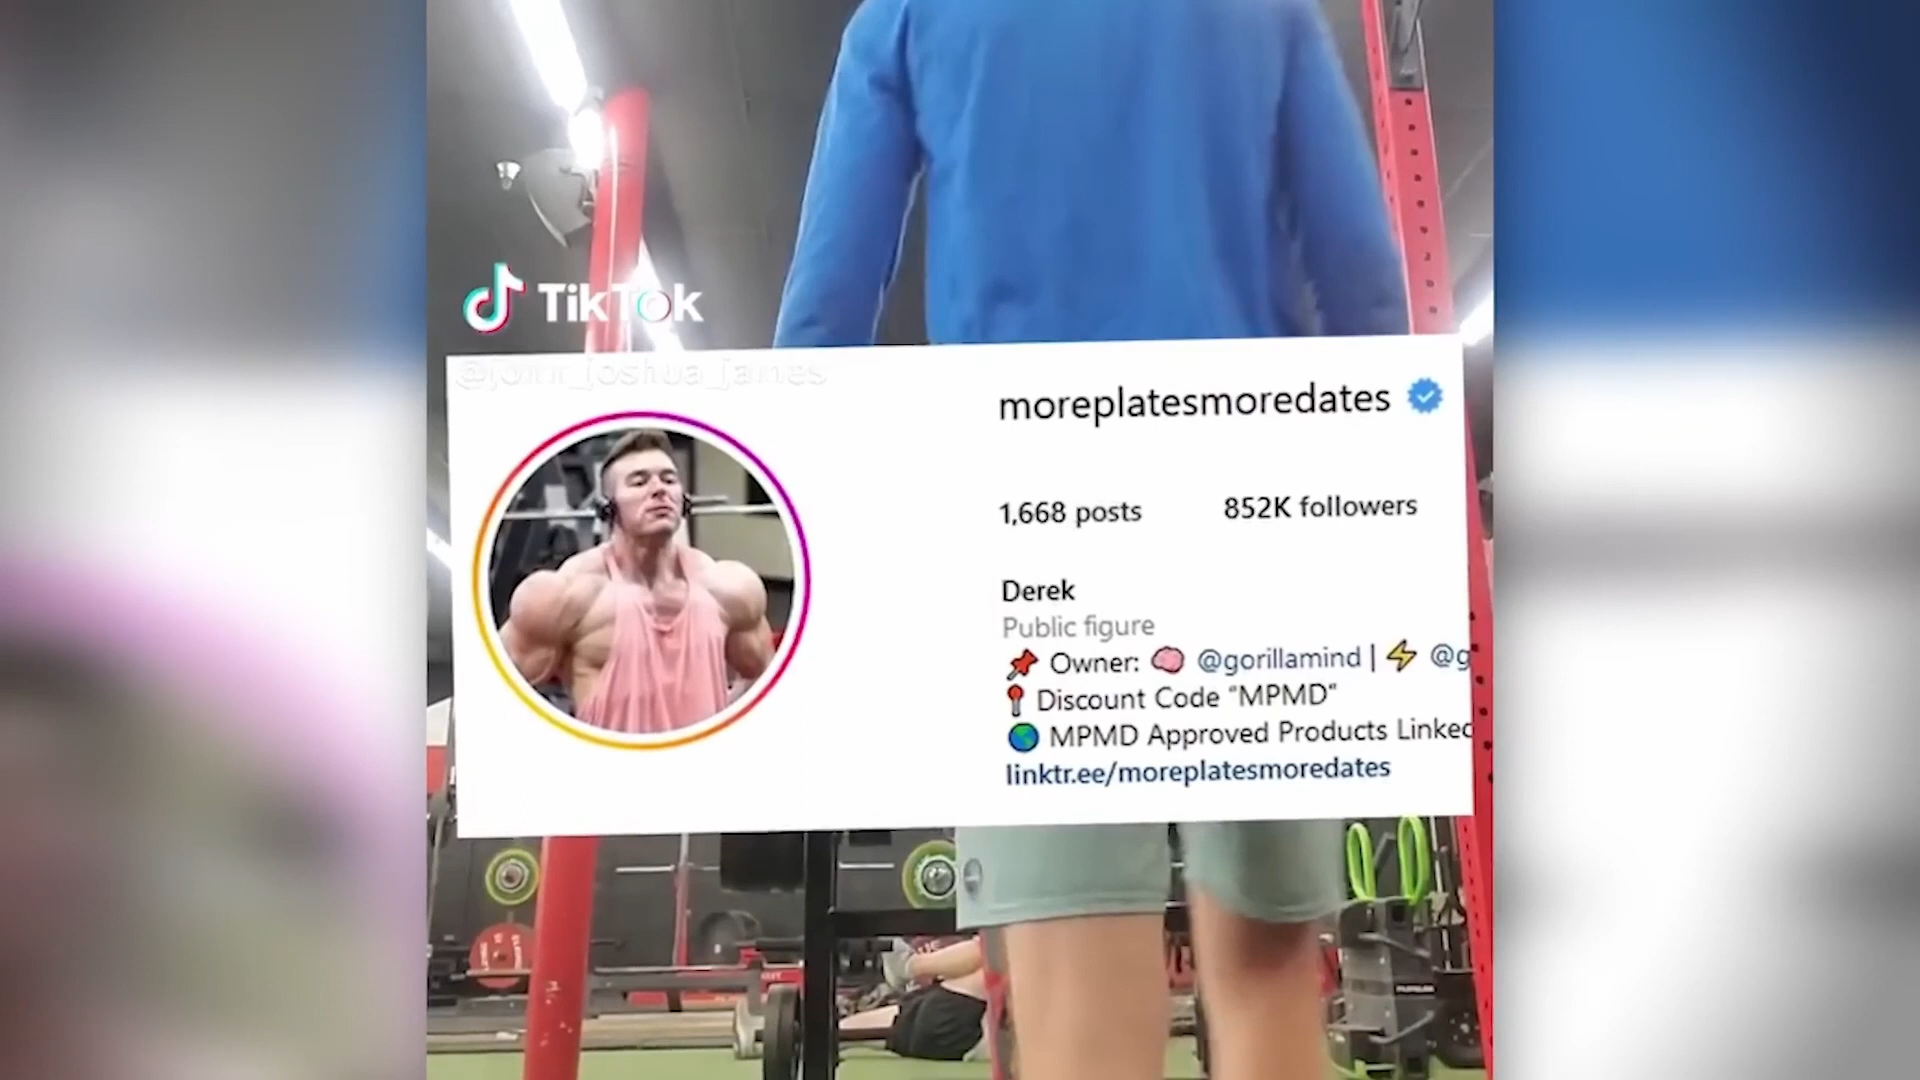 TikTok
moreplatesmoredates
1,668 posts 852K followers
Derek
Public figure
📌 Owner: 🧠 @gorillamind | ⚡ @g
📍 Discount Code "MPMD"
🌎 MPMD Approved Products Linked
linktr.ee/moreplatesmoredates